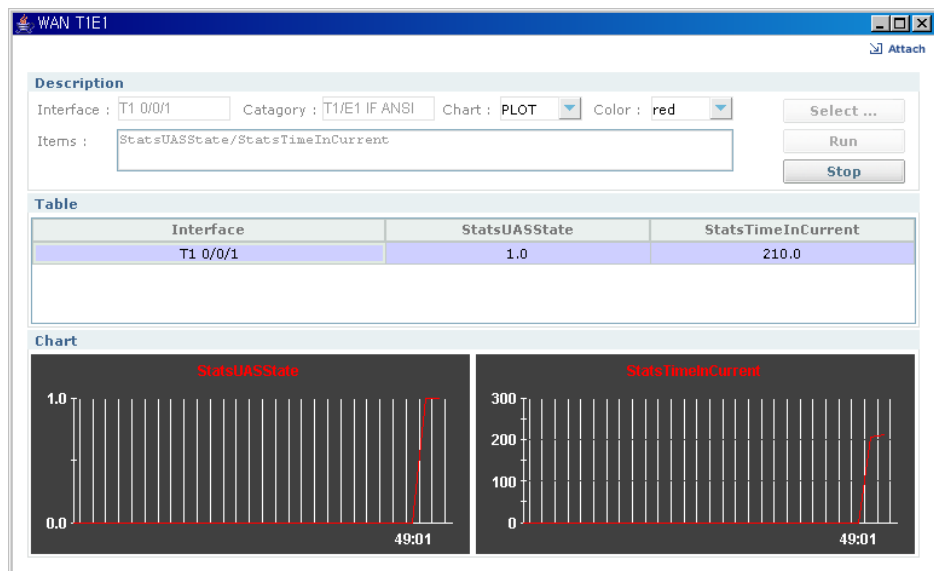 WAN T1E1
Attach
Description
Interface : T1 0/0/1 Catagory : T1/E1 IF ANSI Chart : PLOT Color : red Select ...
Items : StatsUASState/StatsTimeInCurrent Run
Stop
Table
Interface StatsUASState StatsTimeInCurrent
T1 0/0/1 1.0 210.0
Chart
StatsUASState
1.0
0.0
49:01
StatsTimeInCurrent
300
200
100
0
49:01